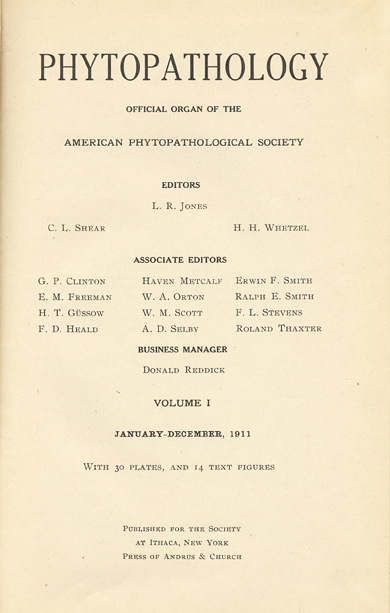 PHYTOPATHOLOGY
OFFICIAL ORGAN OF THE
AMERICAN PHYTOPATHOLOGICAL SOCIETY
EDITORS
L. R. JONES
C. L. SHEAR H. H. WHETZEL
ASSOCIATE EDITORS
G. P. CLINTON HAVEN METCALF ERWIN F. SMITH
E. M. FREEMAN W. A. ORTON RALPH E. SMITH
H. T. GÜSSOW W. M. SCOTT F. L. STEVENS
F. D. HEALD A. D. SELBY ROLAND THAXTER
BUSINESS MANAGER
DONALD REDDICK
VOLUME I
JANUARY-DECEMBER, 1911
WITH 30 PLATES, AND 14 TEXT FIGURES
PUBLISHED FOR THE SOCIETY
AT ITHACA, NEW YORK
PRESS OF ANDRUS & CHURCH